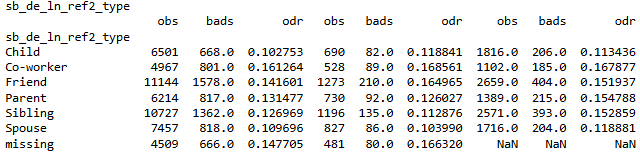 sb_de_ln_ref2_type
obs bads odr obs bads odr obs bads odr
sb_de_ln_ref2_type
Child 6501 668.0 0.102753 690 82.0 0.118841 1816.0 206.0 0.113436
Co-worker 4967 801.0 0.161264 528 89.0 0.168561 1102.0 185.0 0.167877
Friend 11144 1578.0 0.141601 1273 210.0 0.164965 2659.0 404.0 0.151937
Parent 6214 817.0 0.131477 730 92.0 0.126027 1389.0 215.0 0.154788
Sibling 10727 1362.0 0.126969 1196 135.0 0.112876 2571.0 393.0 0.152859
Spouse 7457 818.0 0.109696 827 86.0 0.103990 1716.0 204.0 0.118881
missing 4509 666.0 0.147705 481 80.0 0.166320 NaN NaN NaN